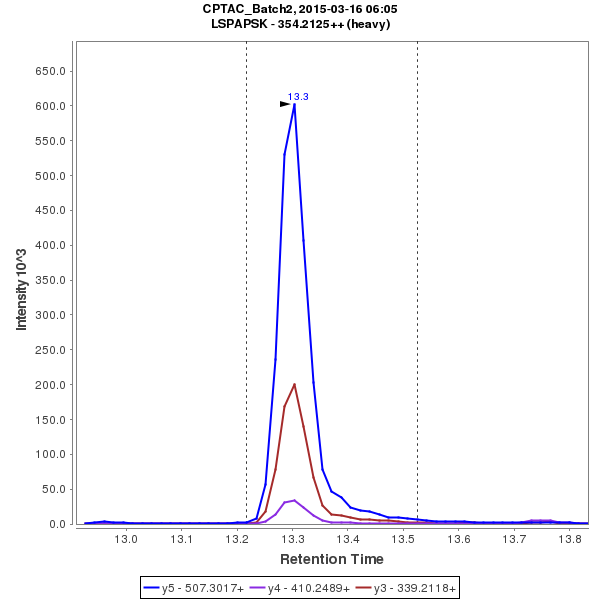 CPTAC_Batch2, 2015-03-16 06:05
LSPAPSK - 354.2125++ (heavy)
13.3
650.0
600.0
550.0
500.0
450.0
400.0
350.0
300.0
250.0
200.0
150.0
100.0
50.0
0.0
Intensity 10^3
13.0 13.1 13.2 13.3 13.4 13.5 13.6 13.7 13.8
Retention Time
y5 - 507.3017+ y4 - 410.2489+ y3 - 339.2118+